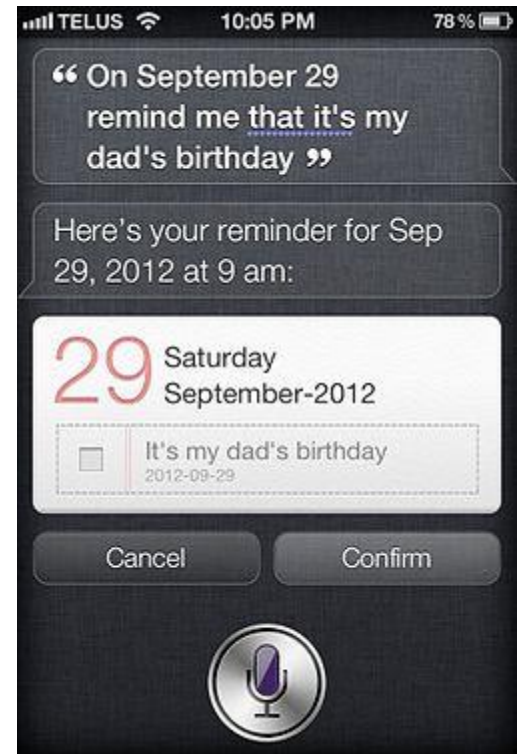 TELUS 10:05 PM 78%
“ On September 29
remind me that it's my
dad's birthday ”
Here's your reminder for Sep
29, 2012 at 9 am:
29 Saturday
September-2012
It's my dad's birthday
2012-09-29
Cancel Confirm